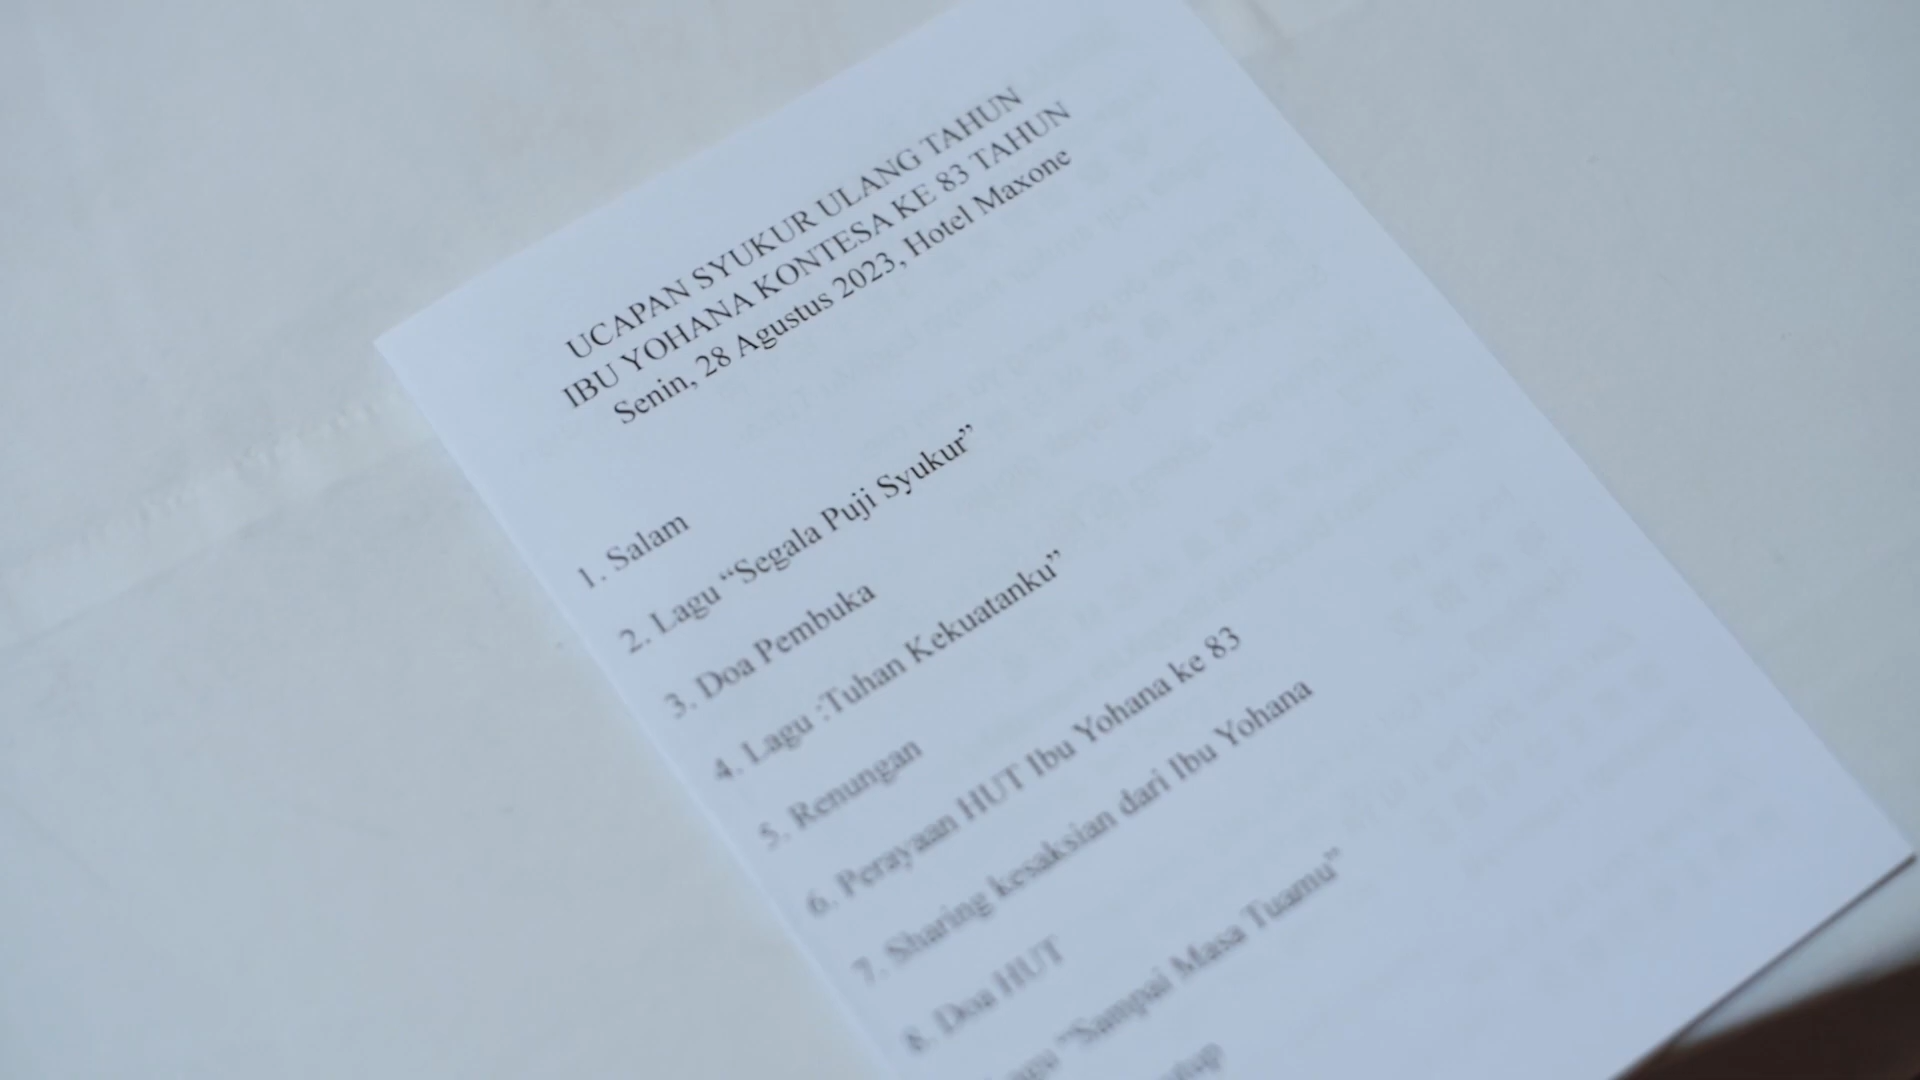 UCAPAN SYUKUR ULANG TAHUN
IBU YOHANA KONTESA KE 83 TAHUN
Senin, 28 Agustus 2023, Hotel Maxone
1. Salam
2. Lagu “Segala Puji Syukur”
3. Doa Pembuka
4. Lagu :Tuhan Kekuatanku”
5. Renungan
6. Perayaan HUT Ibu Yohana ke 83
7. Sharing kesaksian dari Ibu Yohana
8. Doa HUT
"Sampai Masa Tuamu”